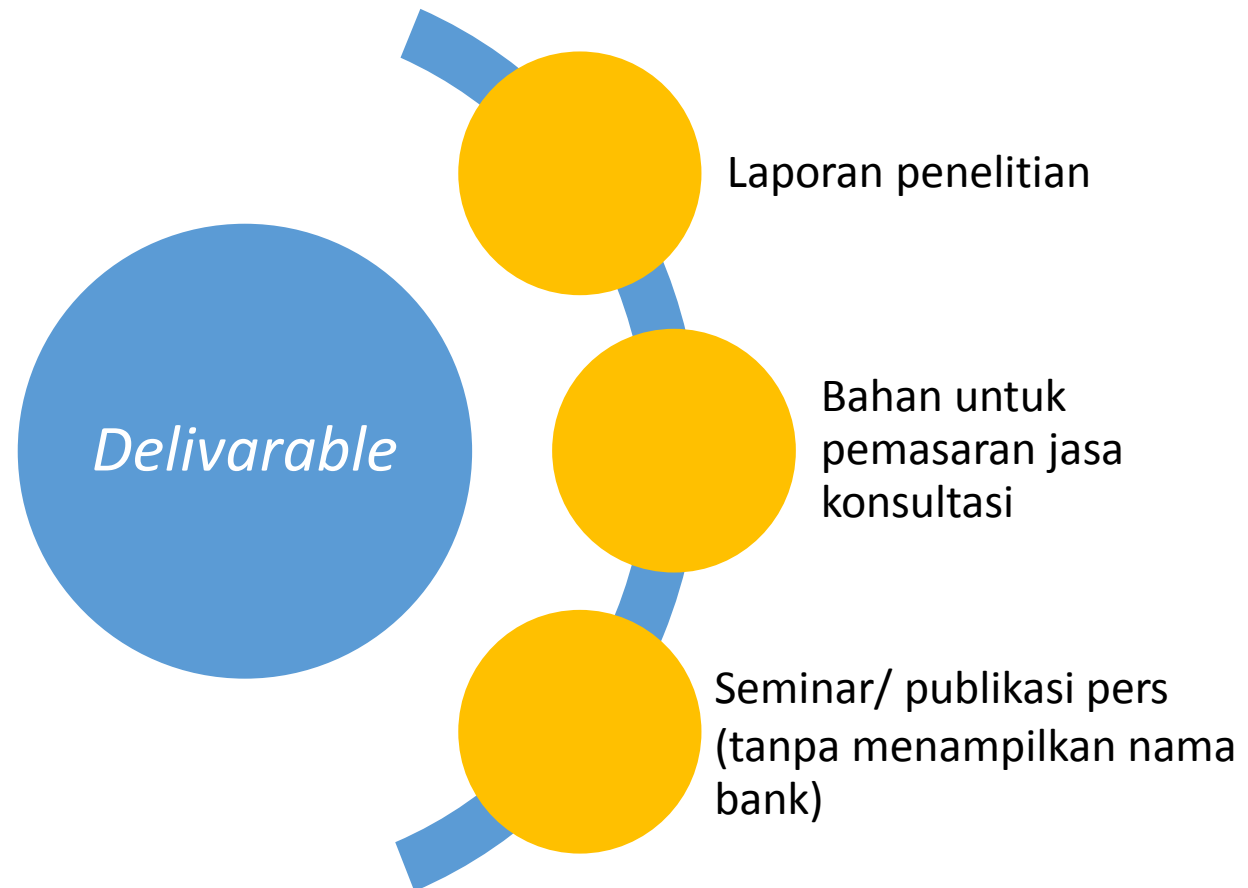 Delivarable
Laporan penelitian
Bahan untuk
pemasaran jasa
konsultasi
Seminar/ publikasi pers
(tanpa menampilkan nama
bank)